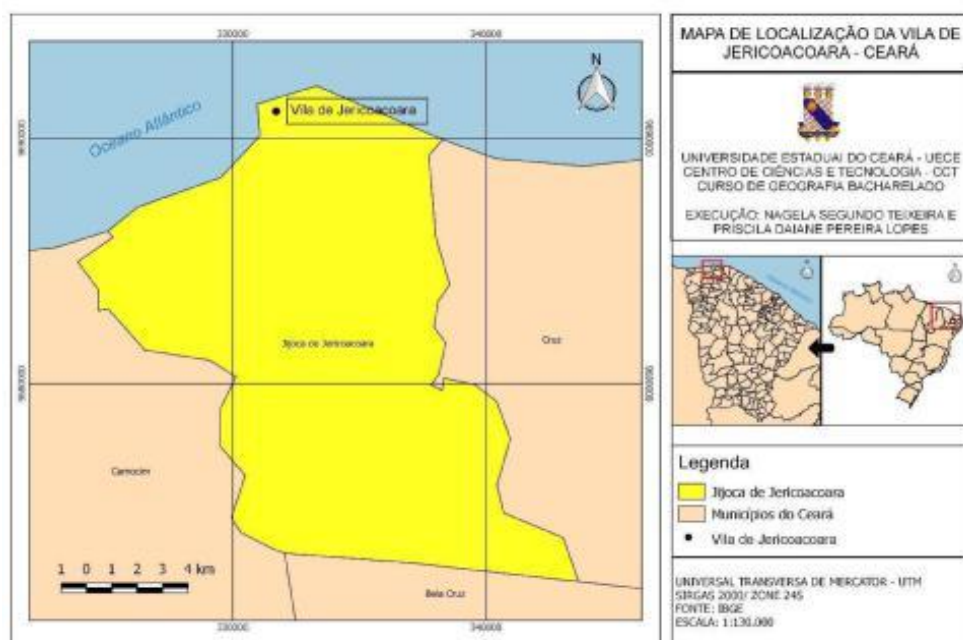 330000
340000
MAPA DE LOCALIZAÇÃO DA VILA DE
JERICOACOARA - CEARÁ
N
Vila de Jericoacoara
Oceano Atlântico
9690000
UNIVERSIDADE ESTADUAL DO CEARÁ - UECE
CENTRO DE CIÊNCIAS E TECNOLOGIA - CCT
CURSO DE GEOGRAFIA BACHARELADO
EXECUÇÃO: NAGELA SEGUNDO TEIXEIRA E
PRISCILA DAIANE PEREIRA LOPES
Jijoca de Jericoacoara
Cruz
9680000
Camocim
Bela Cruz
1 0 1 2 3 4 km
330000
340000
Legenda
Jijoca de Jericoacoara
Municípios do Ceará
Vila de Jericoacoara
UNIVERSAL TRANSVERSA DE MERCATOR - UTM
SIRGAS 2000/ ZONE 24S
FONTE: IBGE
ESCALA: 1:130.000